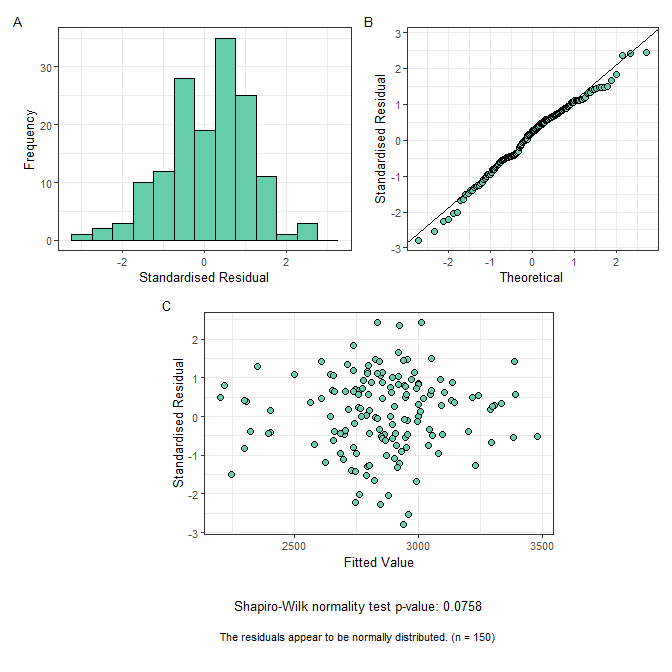 A
B
30
20
10
0
Frequency
-2
0
2
Standardised Residual
3
2
1
0
-1
-2
-3
Standardised Residual
-2
-1
0
1
2
Theoretical
C
2
1
0
-1
-2
-3
Standardised Residual
2500
3000
3500
Fitted Value
Shapiro-Wilk normality test p-value: 0.0758
The residuals appear to be normally distributed. (n = 150)